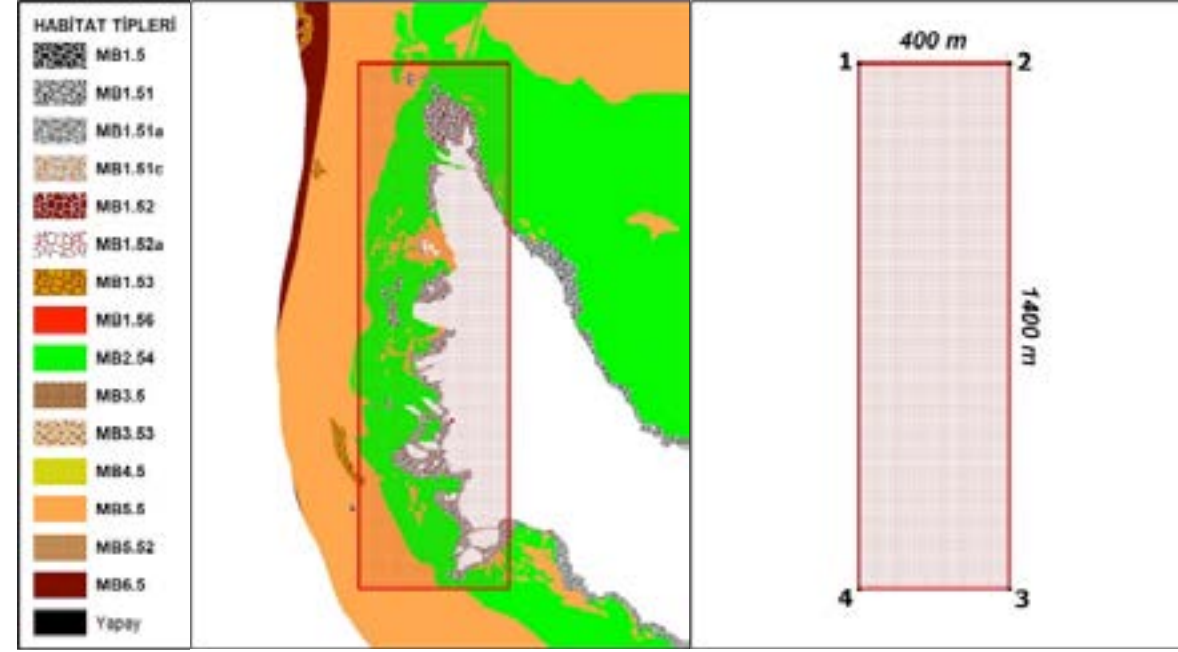 HABİTAT TİPLERİ
MB1.5
MB1.51
MB1.51a
MB1.51c
MB1.52
MB1.52a
MB1.53
MB1.56
MB2.54
MB3.5
MB3.53
MB4.5
MB5.5
MB5.52
MB6.5
Yapay
400 m
1
2
1400 m
4
3